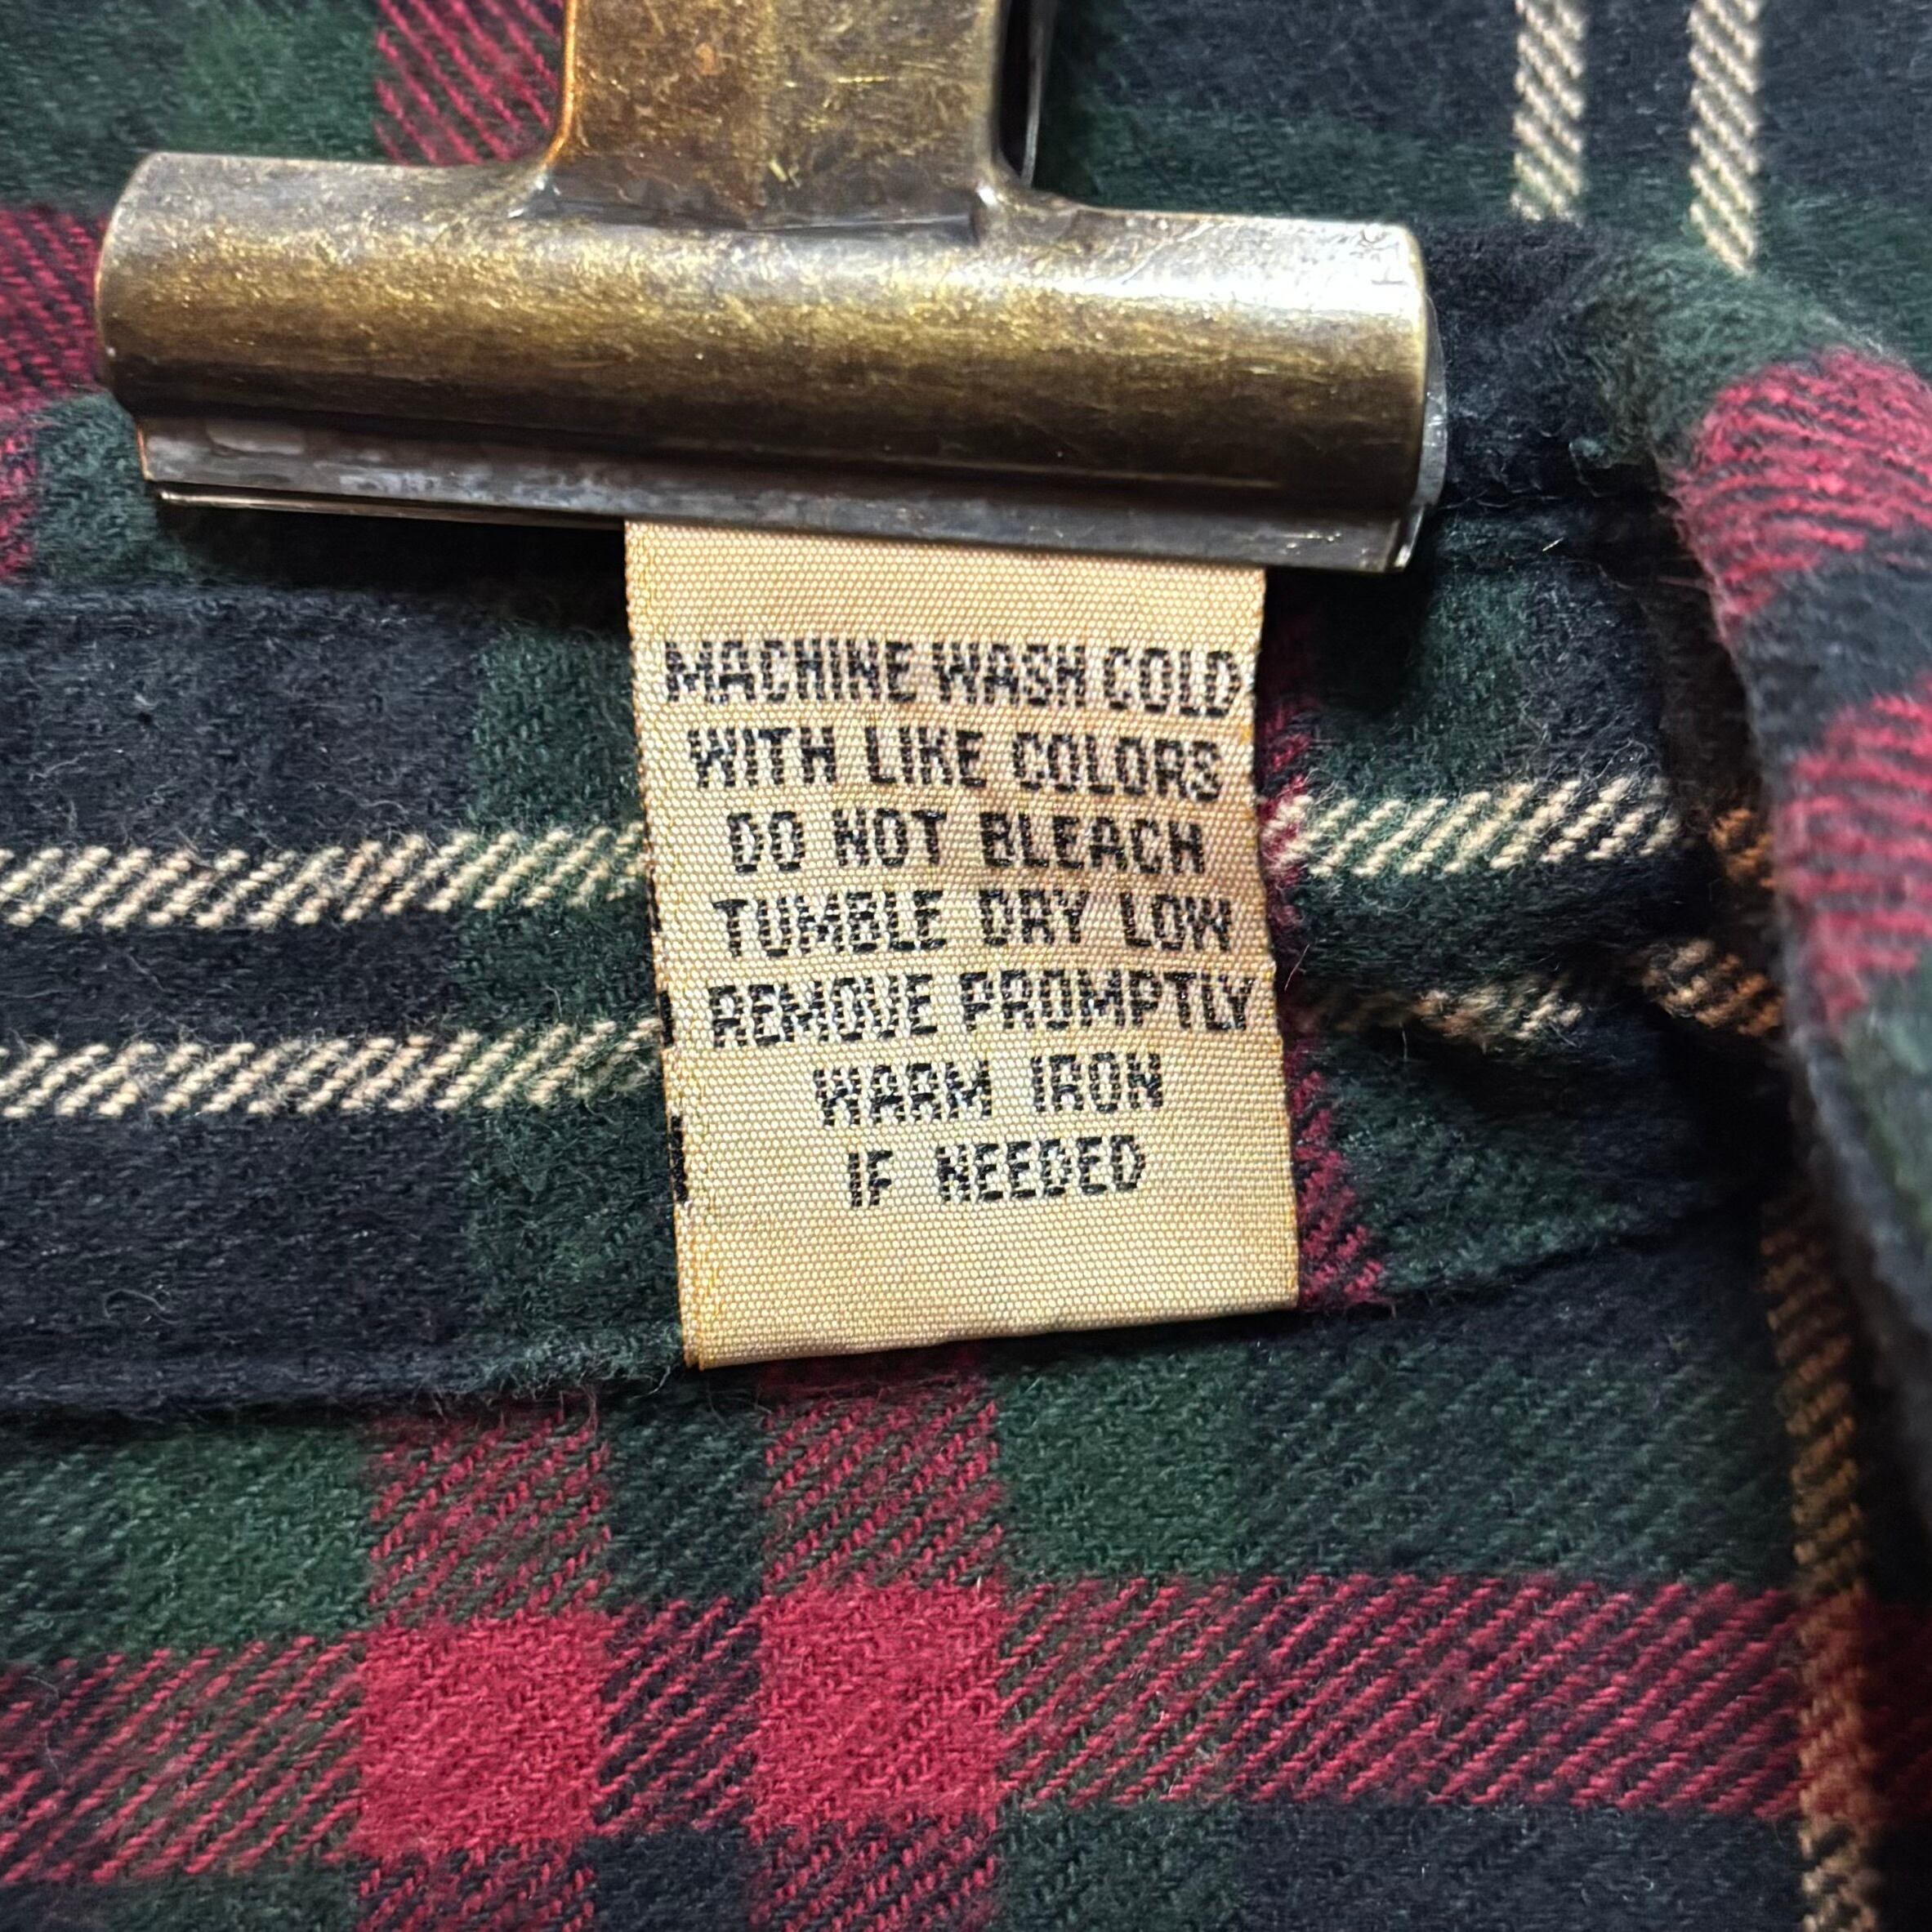 MACHINE WASH COLD
WITH LIKE COLORS
DO NOT BLEACH
TUMBLE DRY LOW
REMOVE PROMPTLY
WARM IRON
IF NEEDED